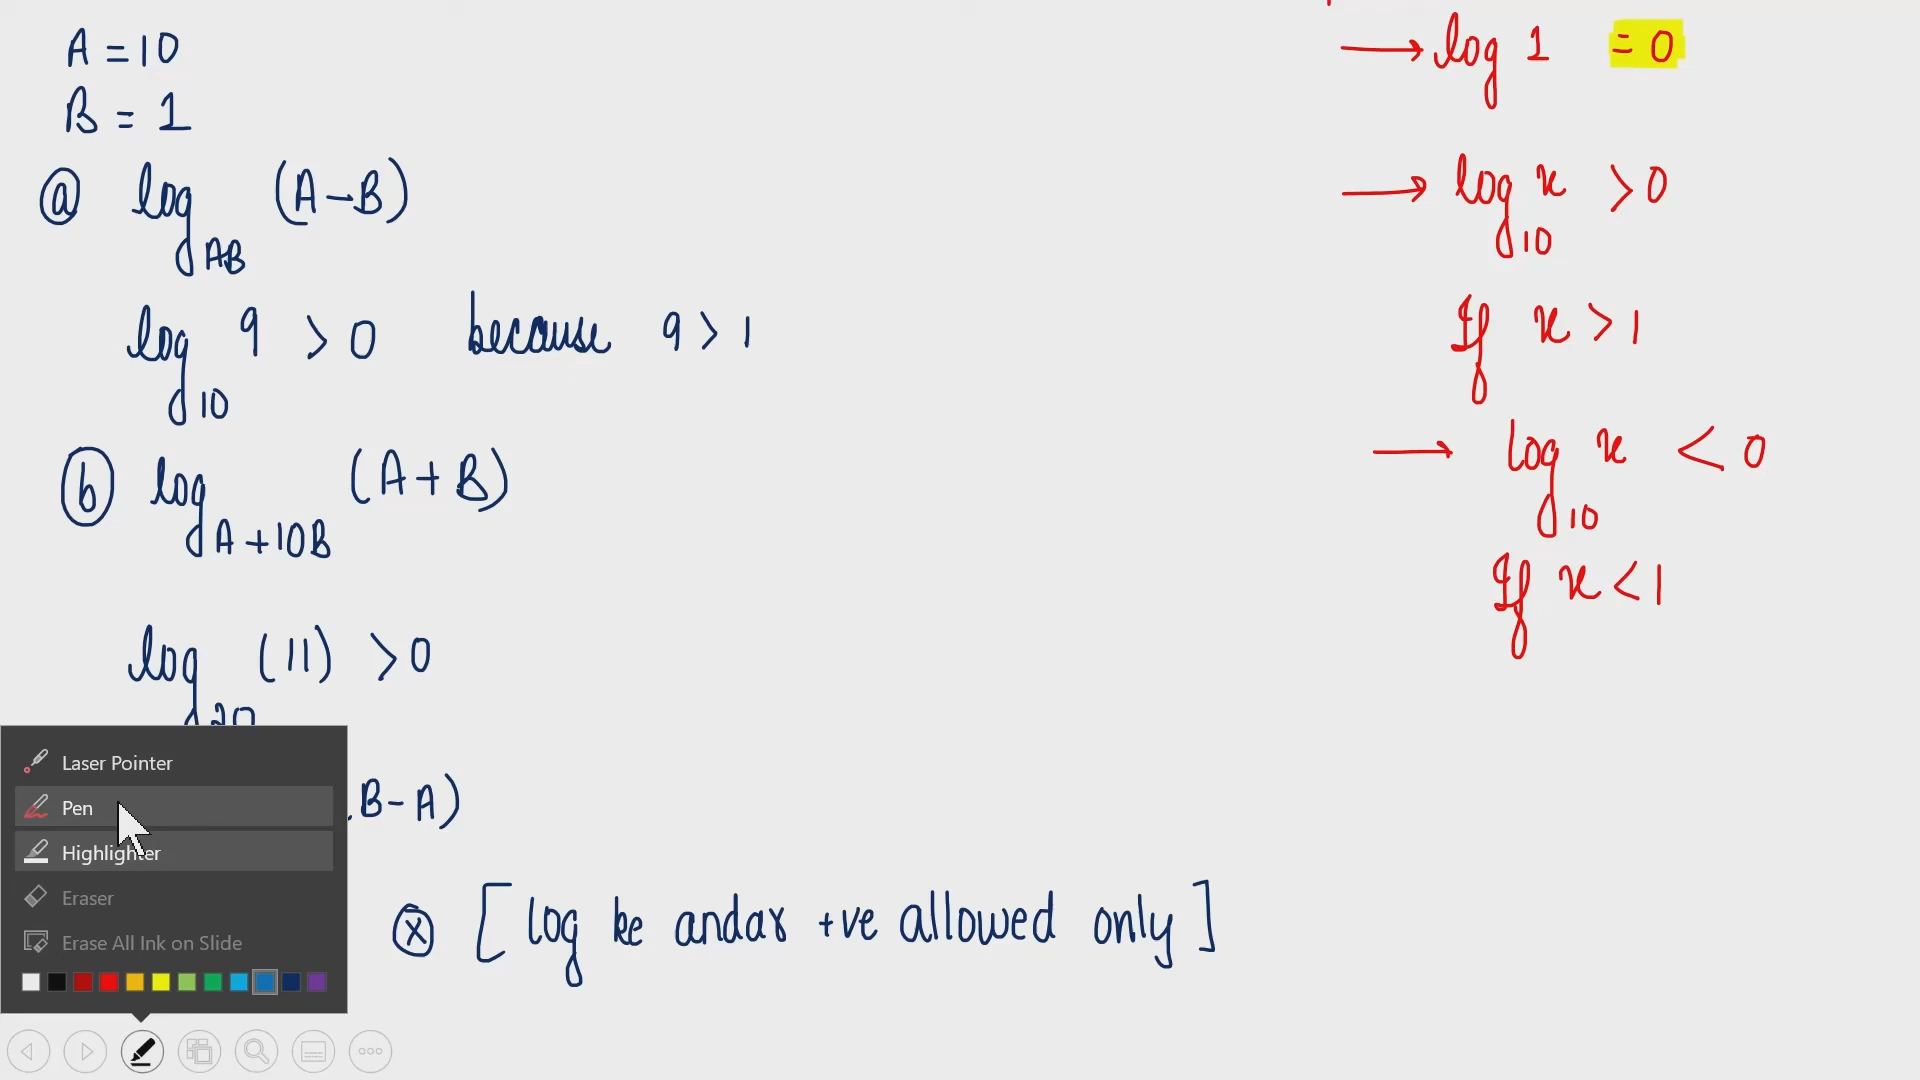 A = 10
B = 1
ⓐ log_AB (A-B)
log_10 9 > 0 because 9 > 1
ⓑ log_A+10B (A+B)
log_20 (11) > 0
B-A)
ⓧ [log ke andar +ve allowed only]
→ log 1 = 0
→ log_10 x > 0
If x > 1
→ log_10 x < 0
If x < 1
Laser Pointer
Pen
Highlighter
Eraser
Erase All Ink on Slide